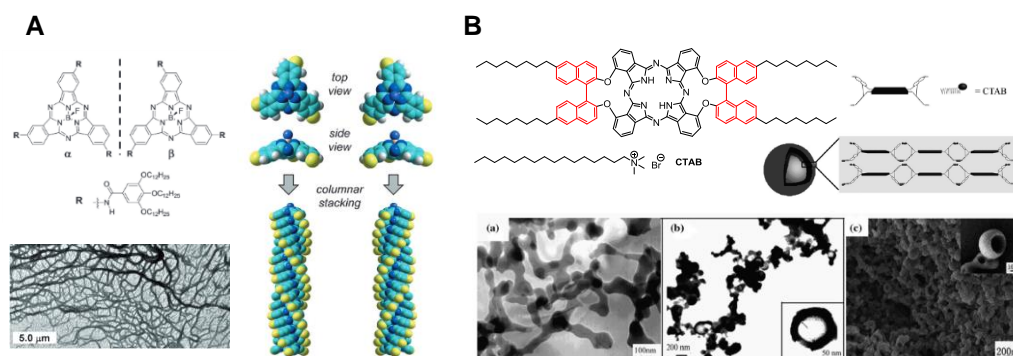 A
R
R
N
N
N
F
B
N
N
N
R
R
α
N
N
N
F
B
N
N
N
R
R
β
R
O
N
H
OC₁₂H₂₅
OC₁₂H₂₅
OC₁₂H₂₅
top
view
side
view
columnar
stacking
5.0 μm
B
O
N
O
NH
N
N
N
N
HN
O
N
O
N⊕
Br⊖
CTAB
= CTAB
(a)
100nm
(b)
200 nm
50 nm
(c)